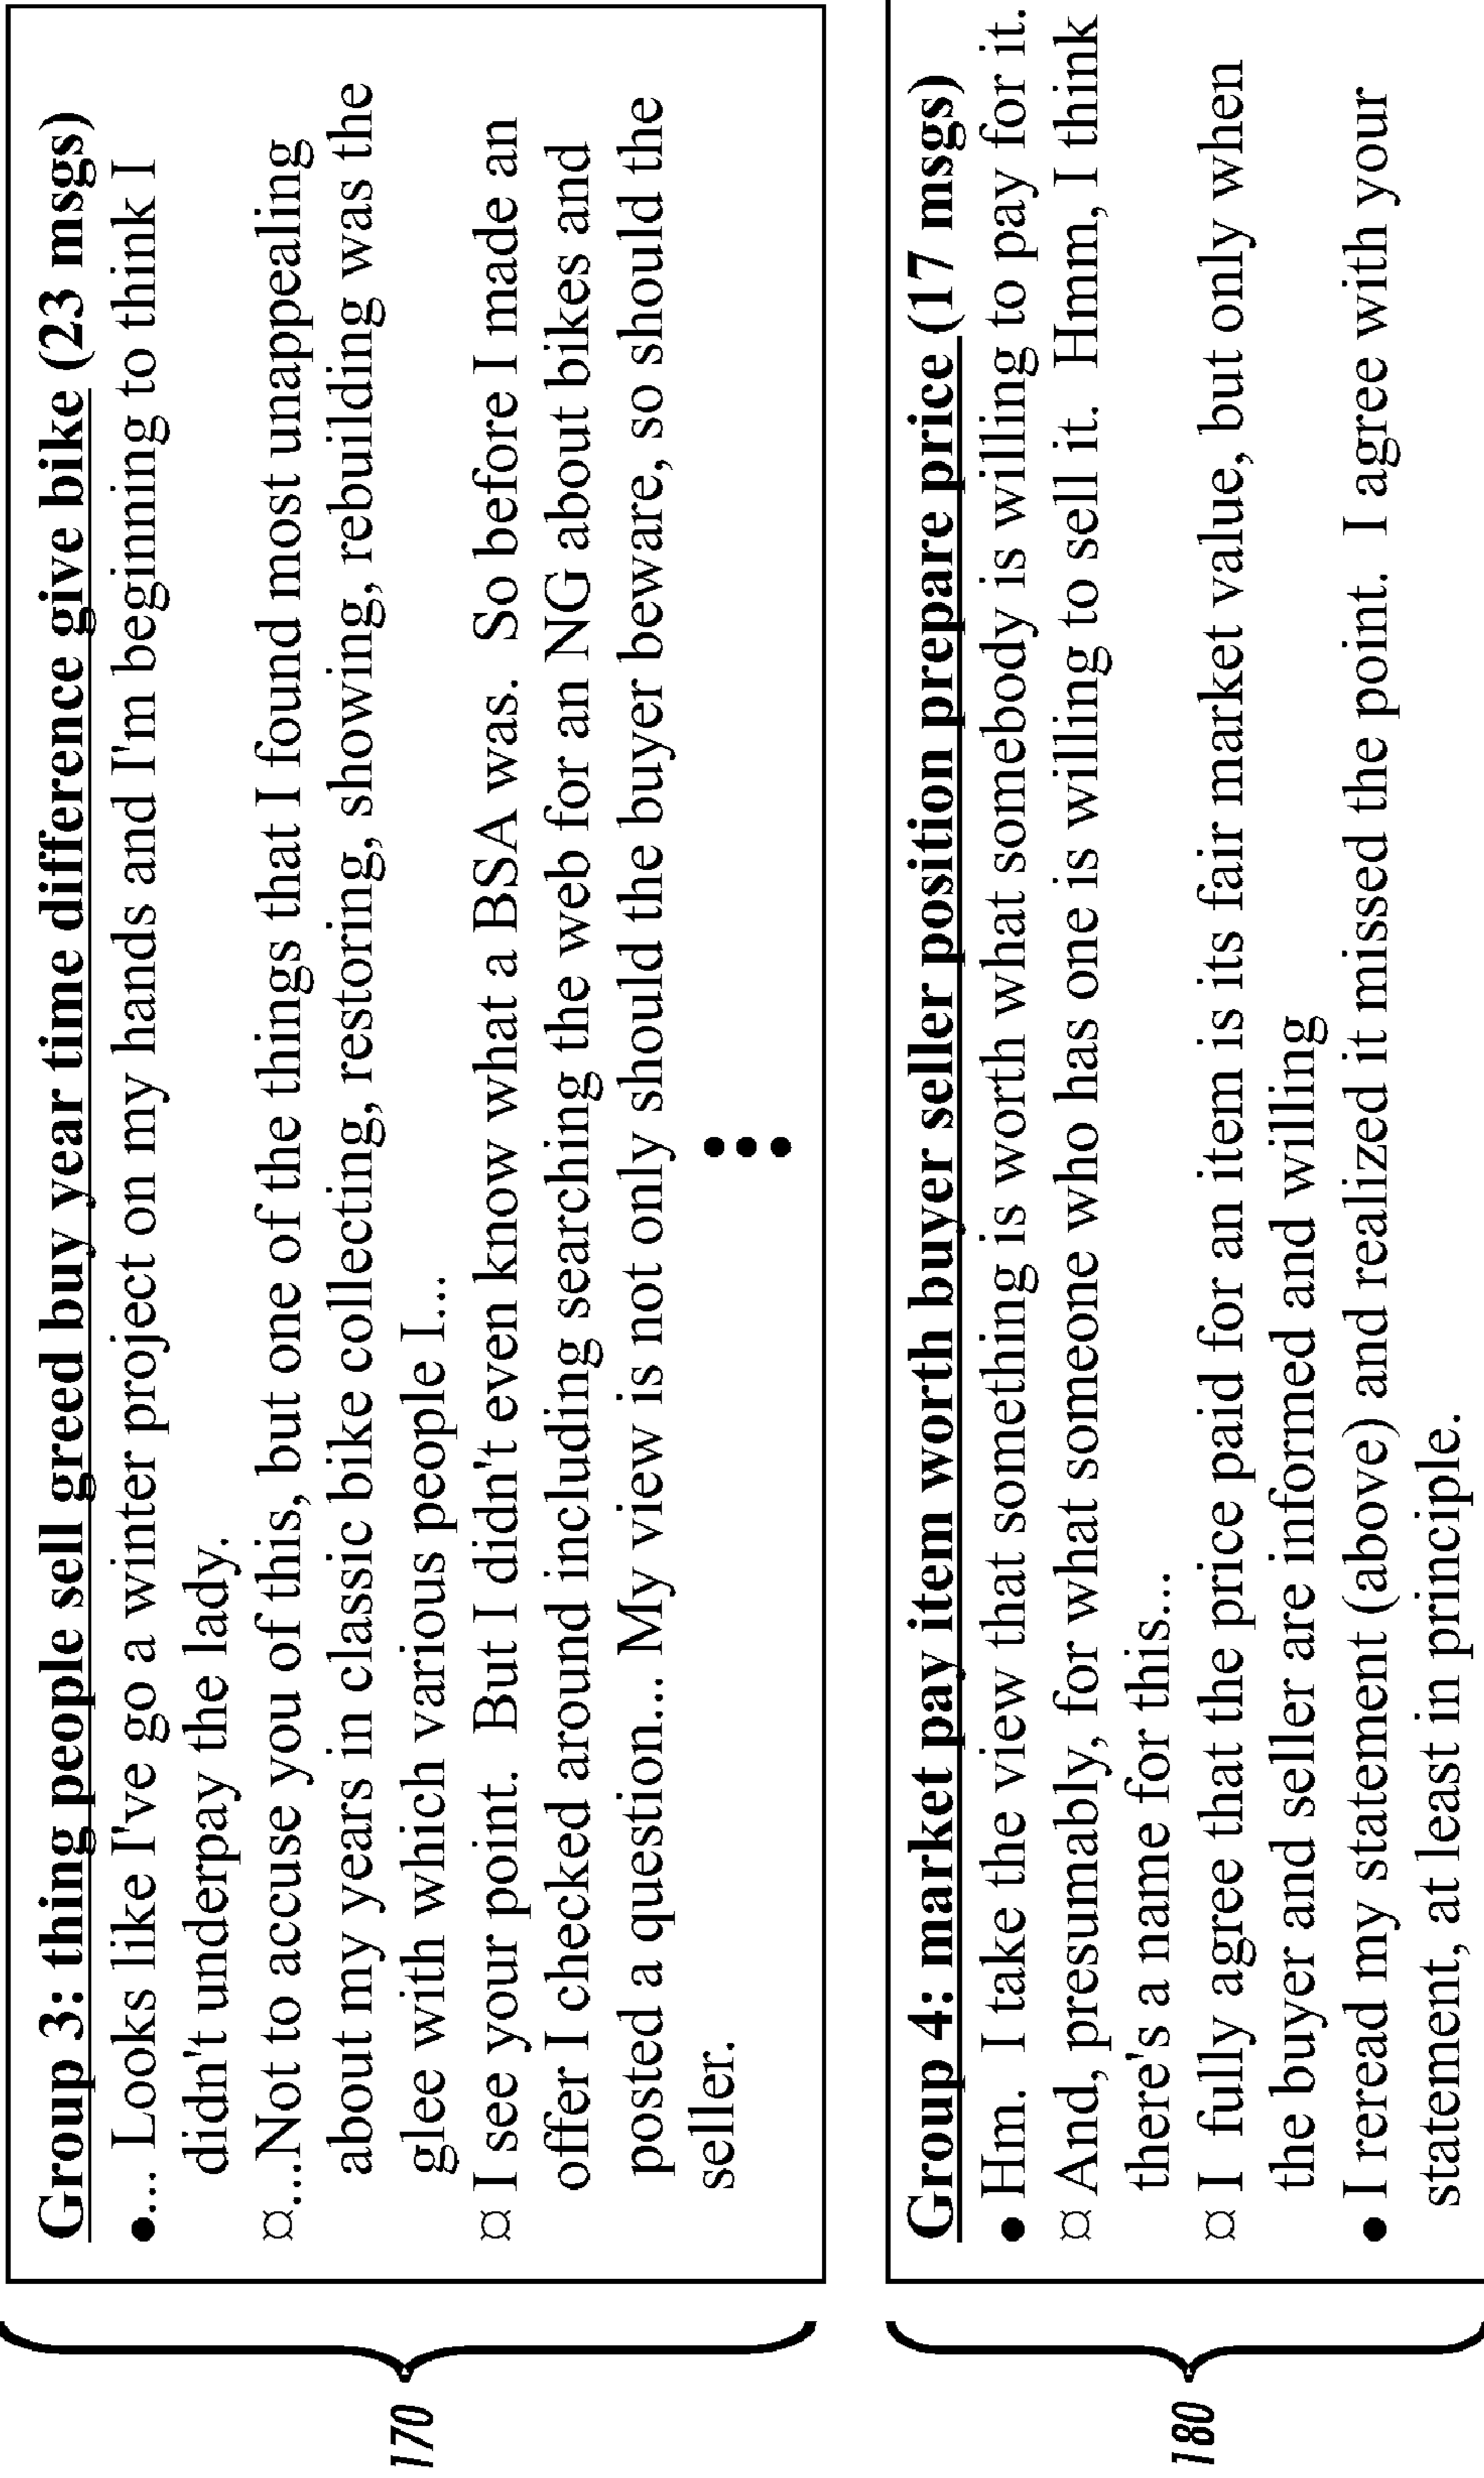 Group 3: thing people sell greed buy year time difference give bike (23 msgs)
●... Looks like I've go a winter project on my hands and I'm beginning to think I
didn't underpay the lady.
¤...Not to accuse you of this, but one of the things that I found most unappealing
about my years in classic bike collecting, restoring, showing, rebuilding was the
glee with which various people I...
¤ I see your point.  But I didn't even know what a BSA was.  So before I made an
offer I checked around including searching the web for an NG about bikes and
posted a question... My view is not only should the buyer beware, so should the
seller.
170
Group 4: market pay item worth buyer seller position prepare price (17 msgs)
● Hm.  I take the view that something is worth what somebody is willing to pay for it.
¤ And, presumably, for what someone who has one is willing to sell it.  Hmm, I think
there's a name for this...
¤ I  fully agree that the price paid for an item is its fair market value, but only when
the buyer and seller are informed and willing
● I reread my statement (above) and realized it missed the point.  I agree with your
statement, at least in principle.
180